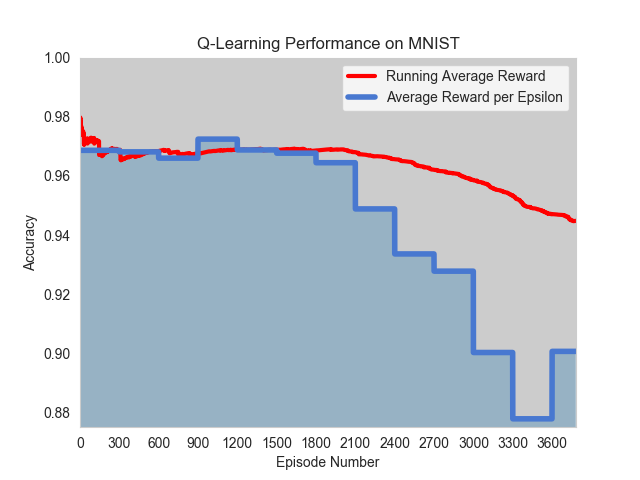 Q-Learning Performance on MNIST
Running Average Reward
Average Reward per Epsilon
Accuracy
1.00
0.98
0.96
0.94
0.92
0.90
0.88
0 300 600 900 1200 1500 1800 2100 2400 2700 3000 3300 3600
Episode Number